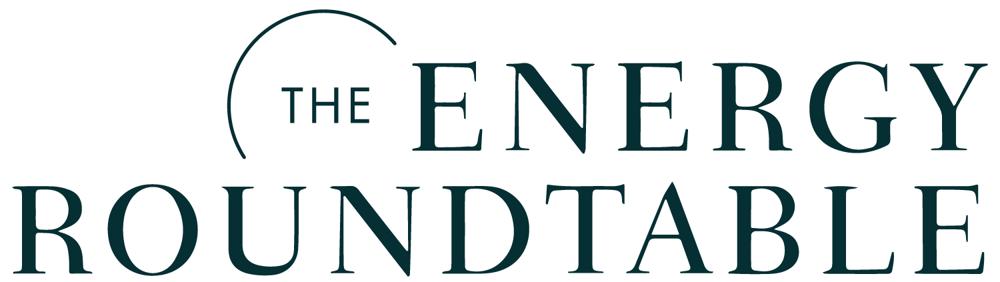 THE ENERGY
ROUNDTABLE